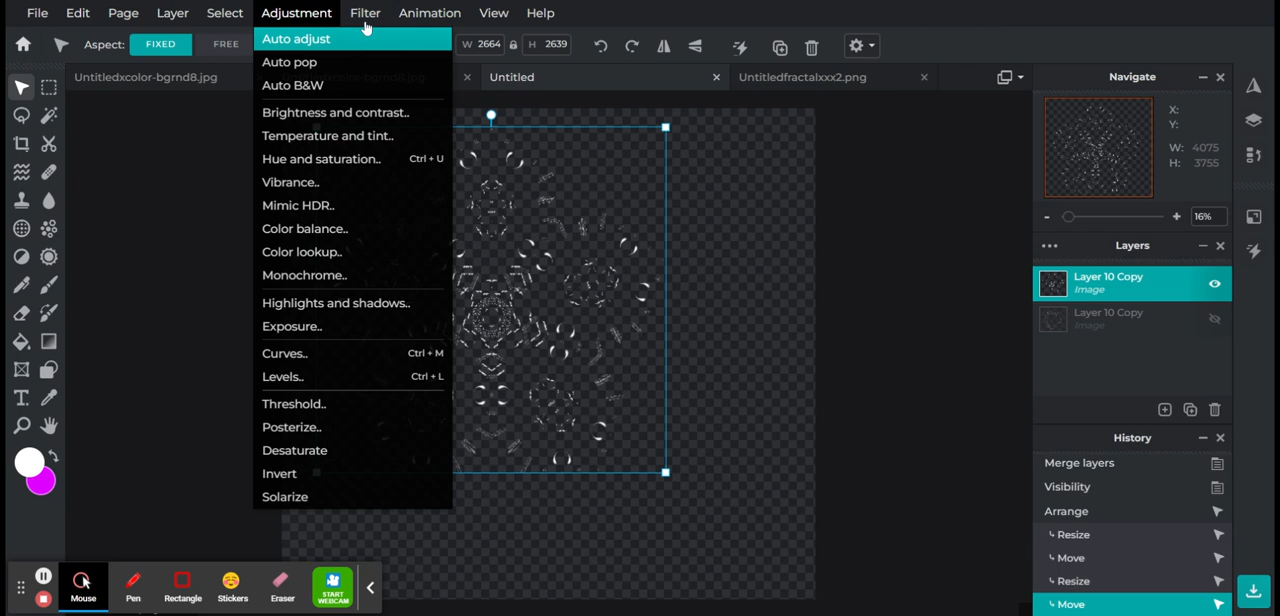 File Edit Page Layer Select Adjustment Filter Animation View Help
Aspect: FIXED FREE W 2664 H 2639
Untitledxcolor-bgrnd8.jpg Untitled Untitledfractalxxx2.png
Auto adjust
Auto pop
Auto B&W
Brightness and contrast..
Temperature and tint..
Hue and saturation.. Ctrl + U
Vibrance..
Mimic HDR..
Color balance..
Color lookup..
Monochrome..
Highlights and shadows..
Exposure..
Curves.. Ctrl + M
Levels.. Ctrl + L
Threshold..
Posterize..
Desaturate
Invert
Solarize
Navigate
X:
Y:
W: 4075
H: 3755
16%
Layers
Layer 10 Copy
Image
Layer 10 Copy
Image
History
Merge layers
Visibility
Arrange
Resize
Move
Resize
Move
Mouse Pen Rectangle Stickers Eraser START WEBCAM